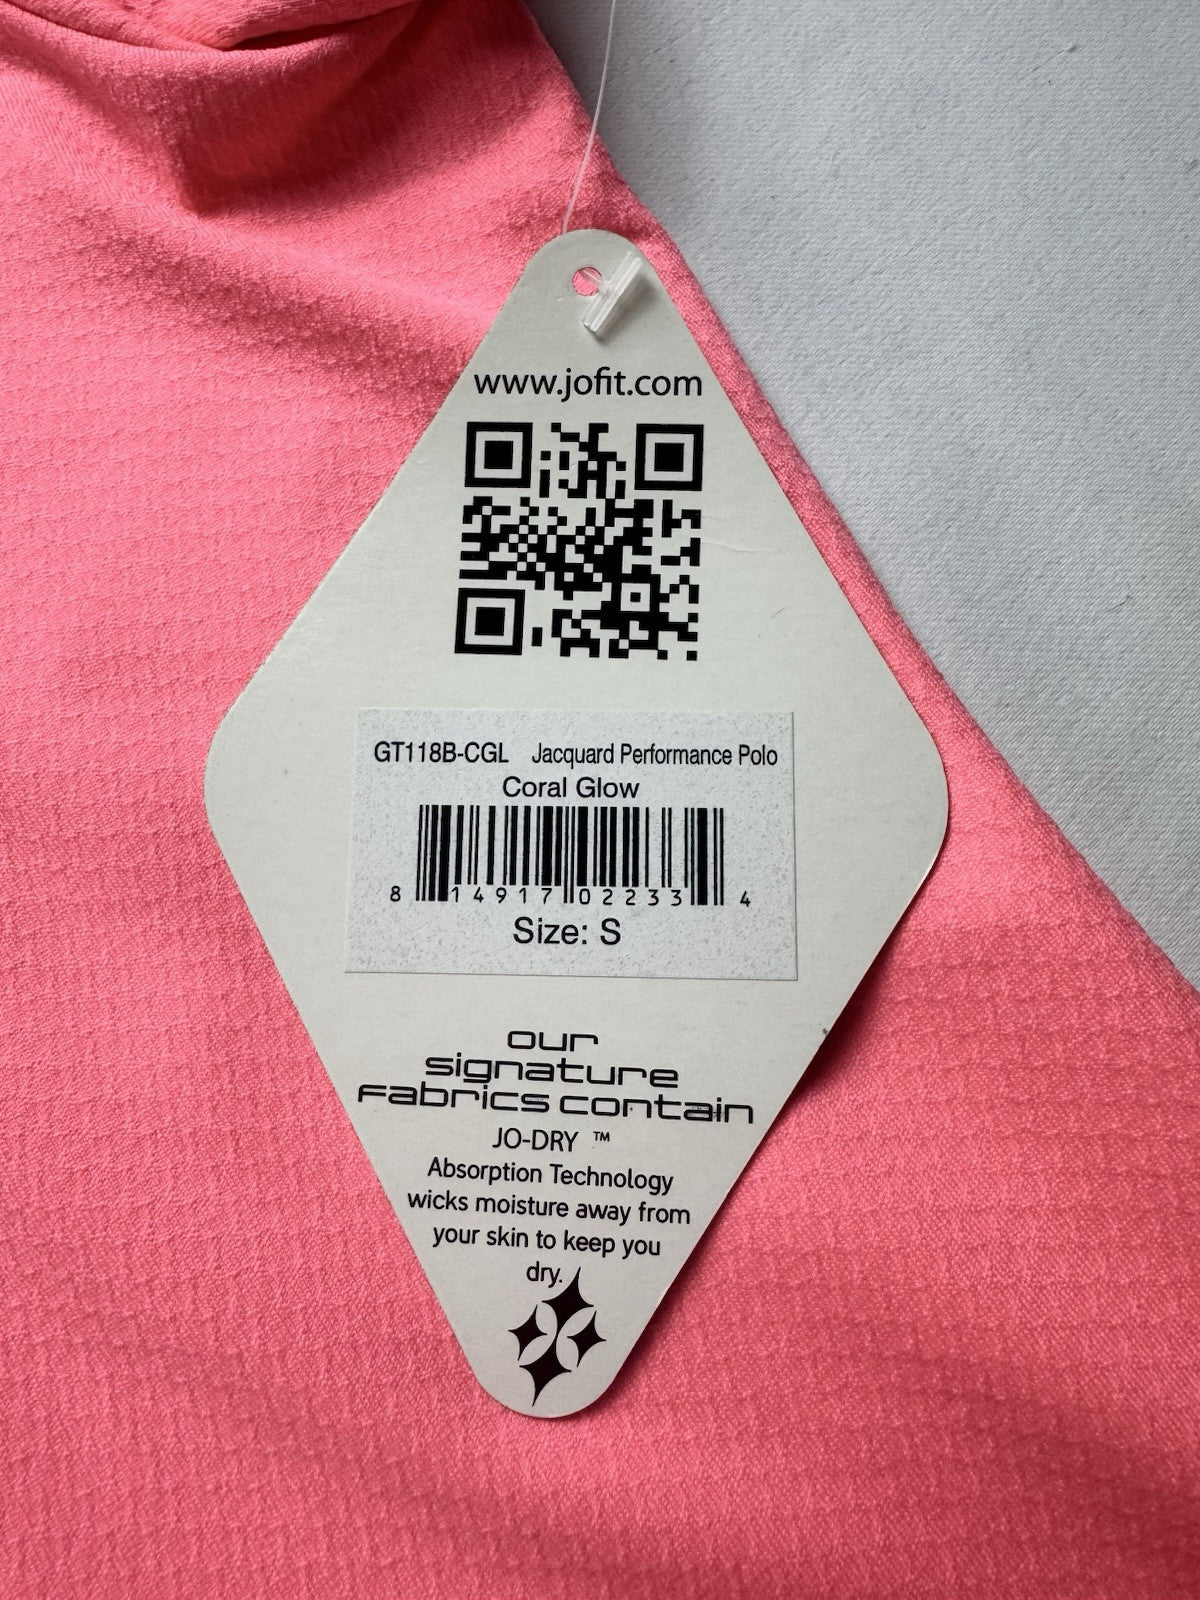 www.jofit.com
GT118B-CGL Jacquard Performance Polo
Coral Glow
8 14917 02233 4
Size: S
our
signature
fabrics contain
JO-DRY ™
Absorption Technology
wicks moisture away from
your skin to keep you
dry.